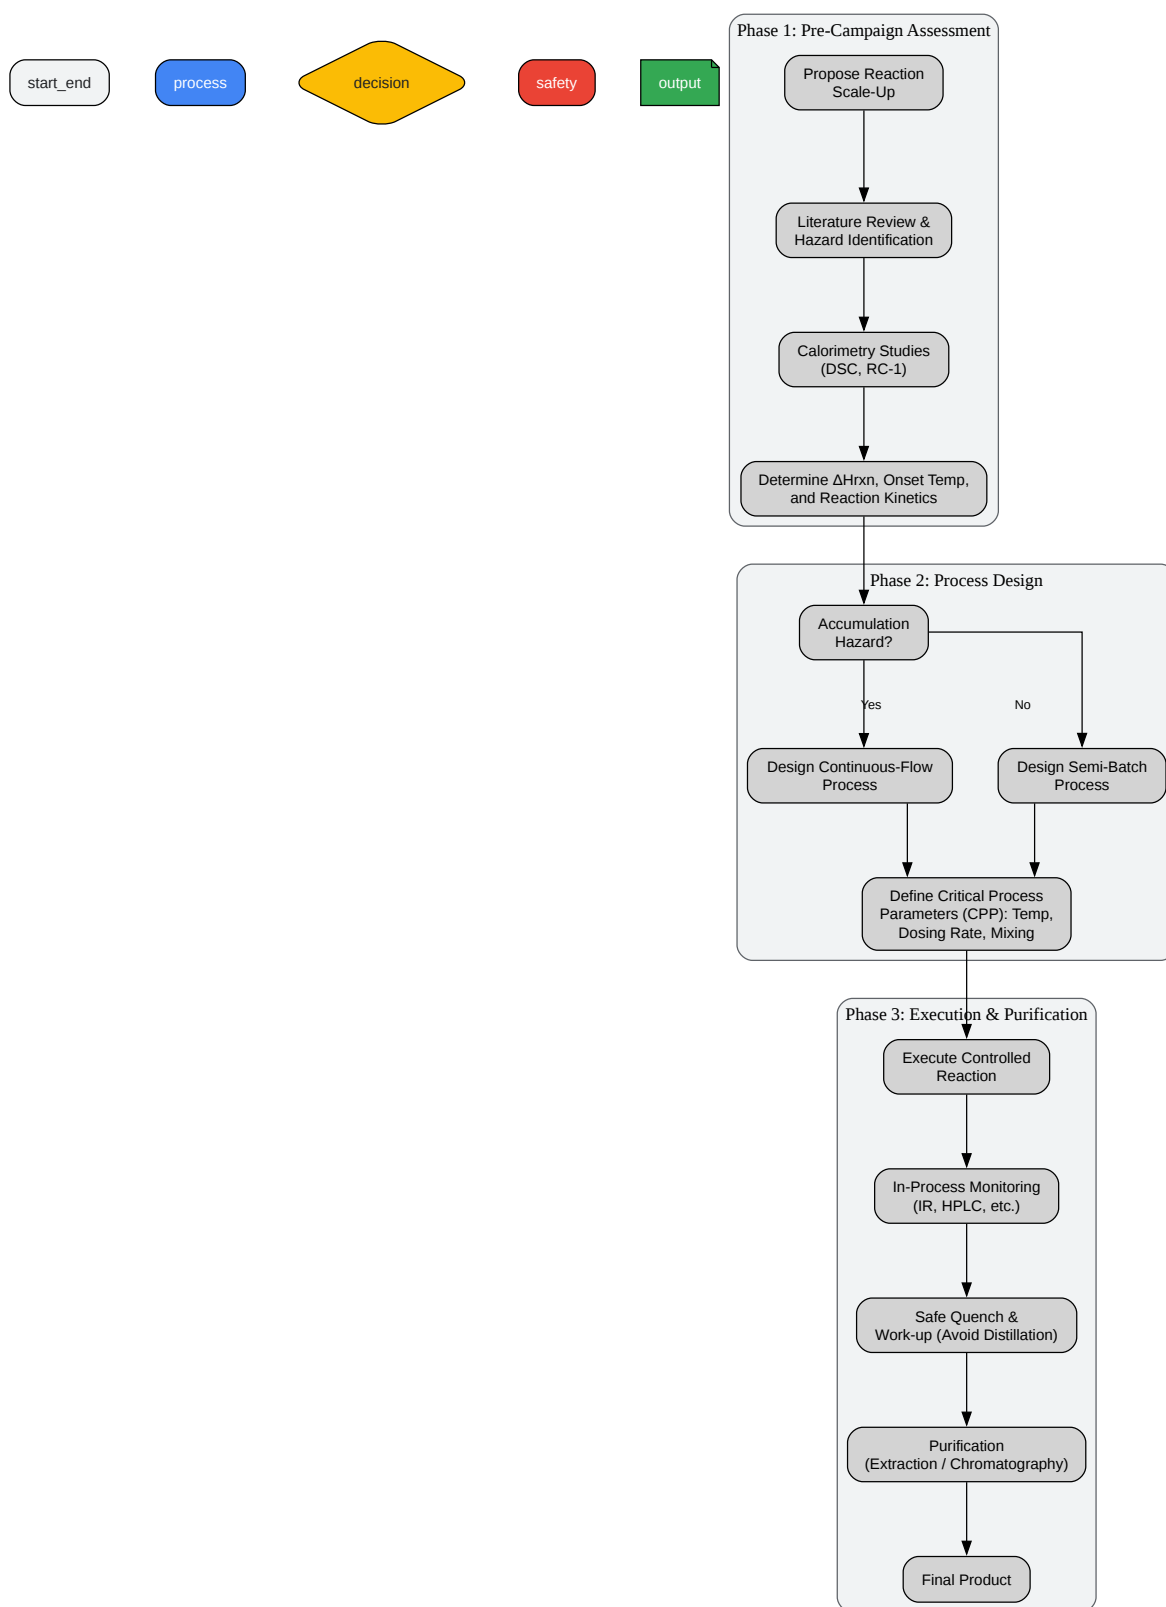 start_end
process
decision
safety
output
Phase 1: Pre-Campaign Assessment
Propose Reaction
Scale-Up
Literature Review &
Hazard Identification
Calorimetry Studies
(DSC, RC-1)
Determine ΔHrxn, Onset Temp,
and Reaction Kinetics
Phase 2: Process Design
Accumulation
Hazard?
Yes
No
Design Continuous-Flow
Process
Design Semi-Batch
Process
Define Critical Process
Parameters (CPP): Temp,
Dosing Rate, Mixing
Phase 3: Execution & Purification
Execute Controlled
Reaction
In-Process Monitoring
(IR, HPLC, etc.)
Safe Quench &
Work-up (Avoid Distillation)
Purification
(Extraction / Chromatography)
Final Product